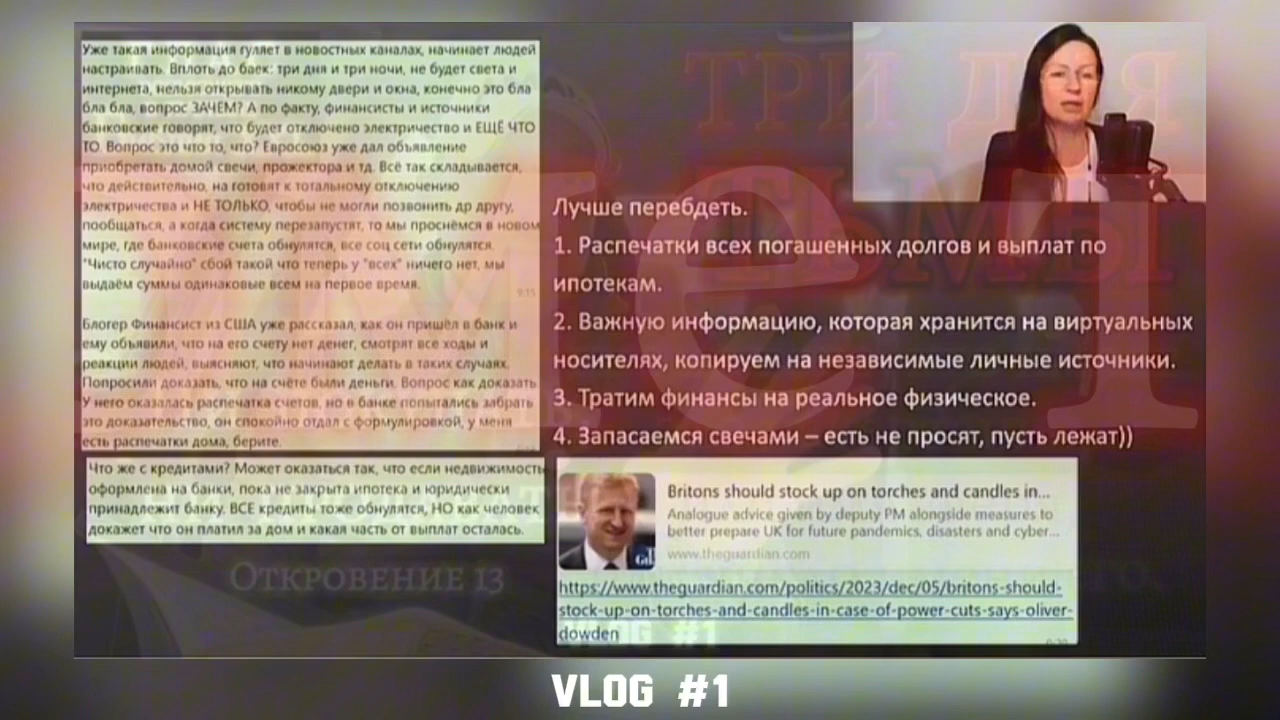 Уже такая информация гуляет в новостных каналах, начинает людей
настраивать. Вплоть до баек: три дня и три ночи, не будет света и
интернета, нельзя открывать никому двери и окна, конечно это бла
бла бла, вопрос ЗАЧЕМ? А по факту, финансисты и источники
банковские говорят, что будет отключено электричество и ЕЩЁ ЧТО
ТО. Вопрос это что то, что? Евросоюз уже дал объявление
приобретать домой свечи, прожектора и тд. Всё так складывается,
что действительно, на готовят к тотальному отключению
электричества и НЕ ТОЛЬКО, чтобы не могли позвонить др другу,
пообщаться, а когда систему перезапустят, то мы проснёмся в новом
мире, где банковские счета обнулятся, все соц сети обнулятся.
"Чисто случайно" сбой такой что теперь у "всех" ничего нет, мы
выдаём суммы одинаковые всем на первое время.
9:15
Блогер Финансист из США уже рассказал, как он пришёл в банк и
ему объявили, что на его счету нет денег, смотрят все ходы и
реакции людей, выясняют, что начинают делать в таких случаях.
Попросили доказать, что на счёте были деньги. Вопрос как доказать
У него оказалась распечатка счетов, но в банке попытались забрать
это доказательство, он спокойно отдал с формулировкой, у меня
есть распечатки дома, берите.
Что же с кредитами? Может оказаться так, что если недвижимость
оформлена на банки, пока не закрыта ипотека и юридически
принадлежит банку. ВСЕ кредиты тоже обнулятся, НО как человек
докажет что он платил за дом и какая часть от выплат осталась.
ТРИ ДНЯ
ТЬМЫ
Лучше перебдеть.
1. Распечатки всех погашенных долгов и выплат по
ипотекам.
2. Важную информацию, которая хранится на виртуальных
носителях, копируем на независимые личные источники.
3. Тратим финансы на реальное физическое.
4. Запасаемся свечами – есть не просят, пусть лежат))
Britons should stock up on torches and candles in...
Analogue advice given by deputy PM alongside measures to
better prepare UK for future pandemics, disasters and cyber...
www.theguardian.com
https://www.theguardian.com/politics/2023/dec/05/britons-should-
stock-up-on-torches-and-candles-in-case-of-power-cuts-says-oliver-
dowden
Откровение 13
VLOG #1
VLOG #1